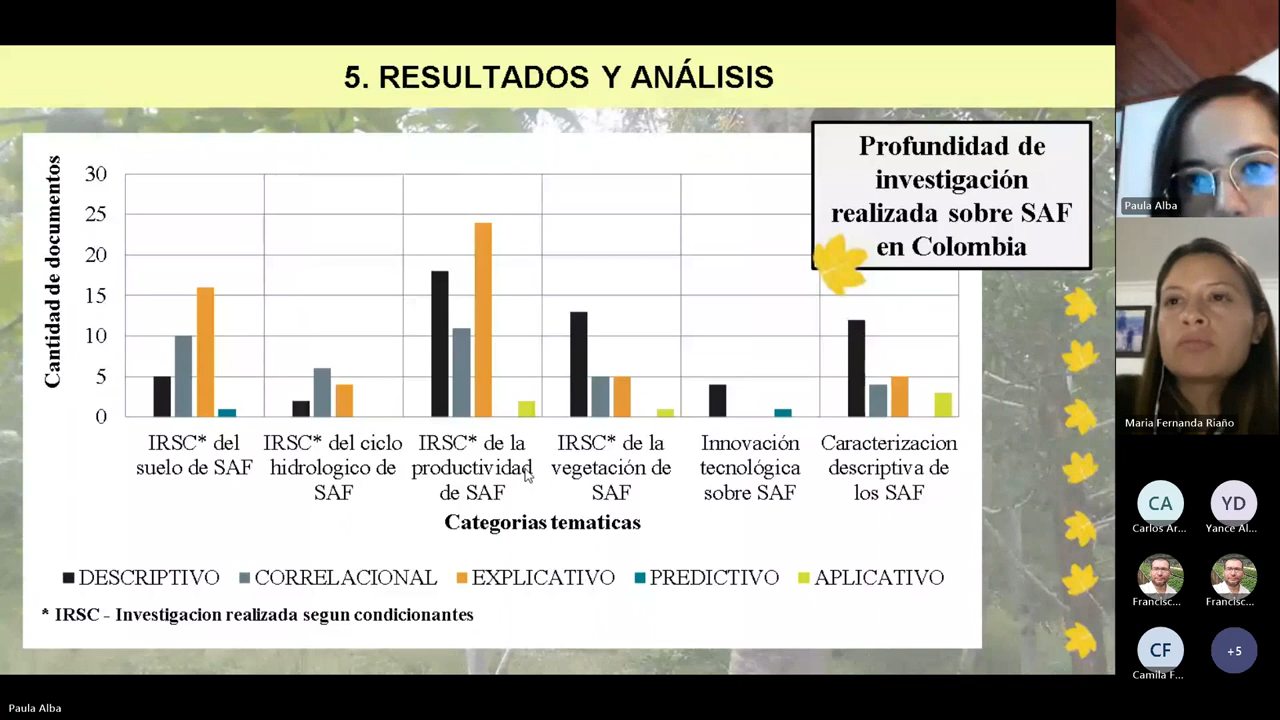 5. RESULTADOS Y ANÁLISIS
Profundidad de
investigación
realizada sobre SAF
en Colombia
Cantidad de documentos
30
25
20
15
10
5
0
IRSC* del
suelo de SAF
IRSC* del ciclo
hidrologico de
SAF
IRSC* de la
productividad
de SAF
IRSC* de la
vegetación de
SAF
Innovación
tecnológica
sobre SAF
Caracterizacion
descriptiva de
los SAF
Categorias tematicas
DESCRIPTIVO CORRELACIONAL EXPLICATIVO PREDICTIVO APLICATIVO
* IRSC - Investigacion realizada segun condicionantes
Paula Alba
Paula Alba
Maria Fernanda Riaño
CA
Carlos Ar...
YD
Yance Al...
Francisc...
Francisc...
CF
Camila F...
+5